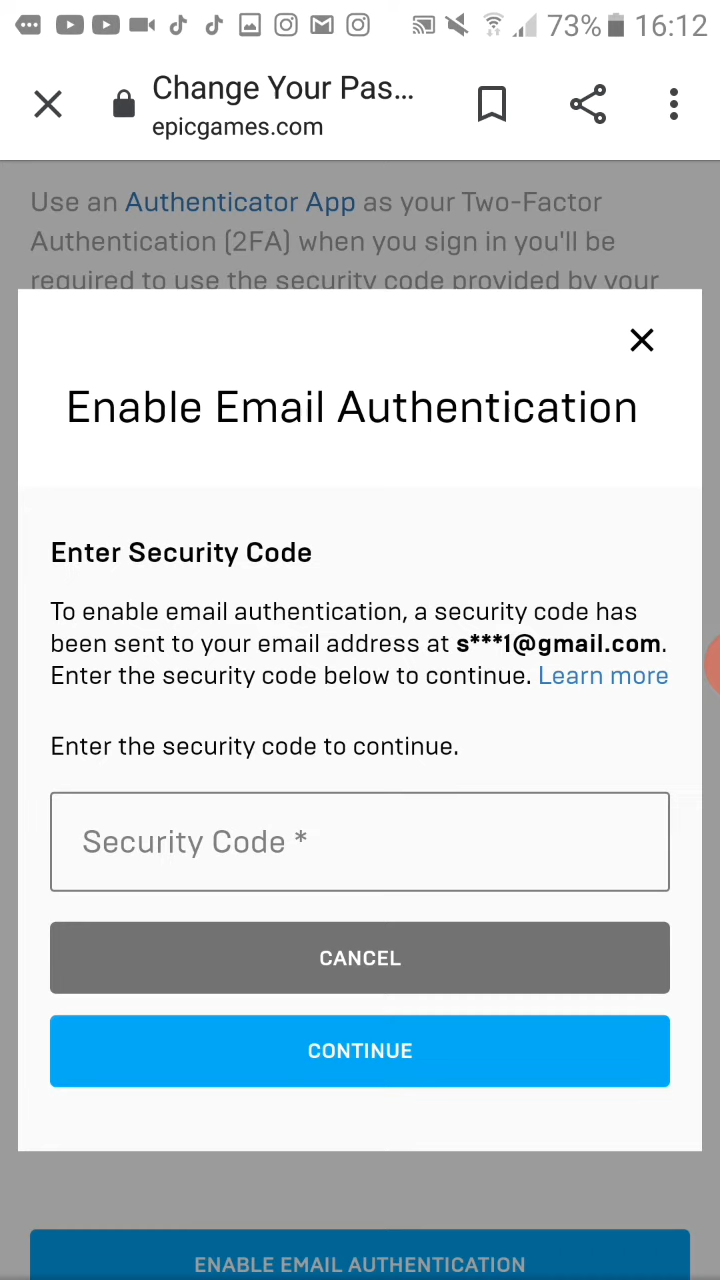 73% 16:12
Change Your Pas...
epicgames.com
Use an Authenticator App as your Two-Factor
Authentication (2FA) when you sign in you'll be
required to use the security code provided by your
Enable Email Authentication
Enter Security Code
To enable email authentication, a security code has
been sent to your email address at s***1@gmail.com.
Enter the security code below to continue. Learn more
Enter the security code to continue.
Security Code *
CANCEL
CONTINUE
ENABLE EMAIL AUTHENTICATION